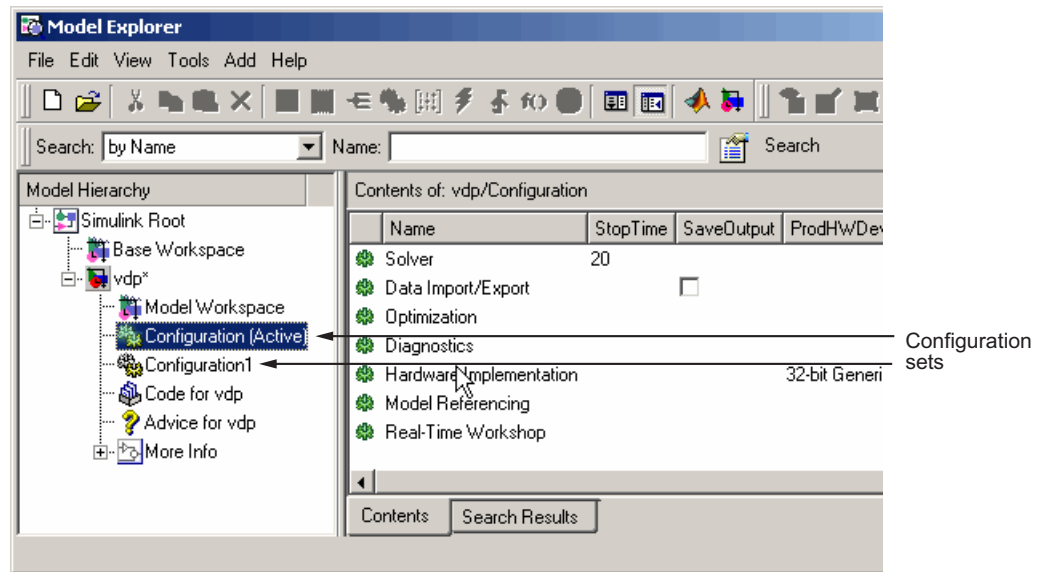 Model Explorer
File Edit View Tools Add Help
Search: by Name Name: Search
Model Hierarchy
Simulink Root
Base Workspace
vdp*
Model Workspace
Configuration (Active)
Configuration1
Code for vdp
Advice for vdp
More Info
Contents of: vdp/Configuration
Name StopTime SaveOutput ProdHWDev
Solver 20
Data Import/Export
Optimization
Diagnostics
Hardware Implementation 32-bit Generi
Model Referencing
Real-Time Workshop
Contents Search Results
Configuration
sets